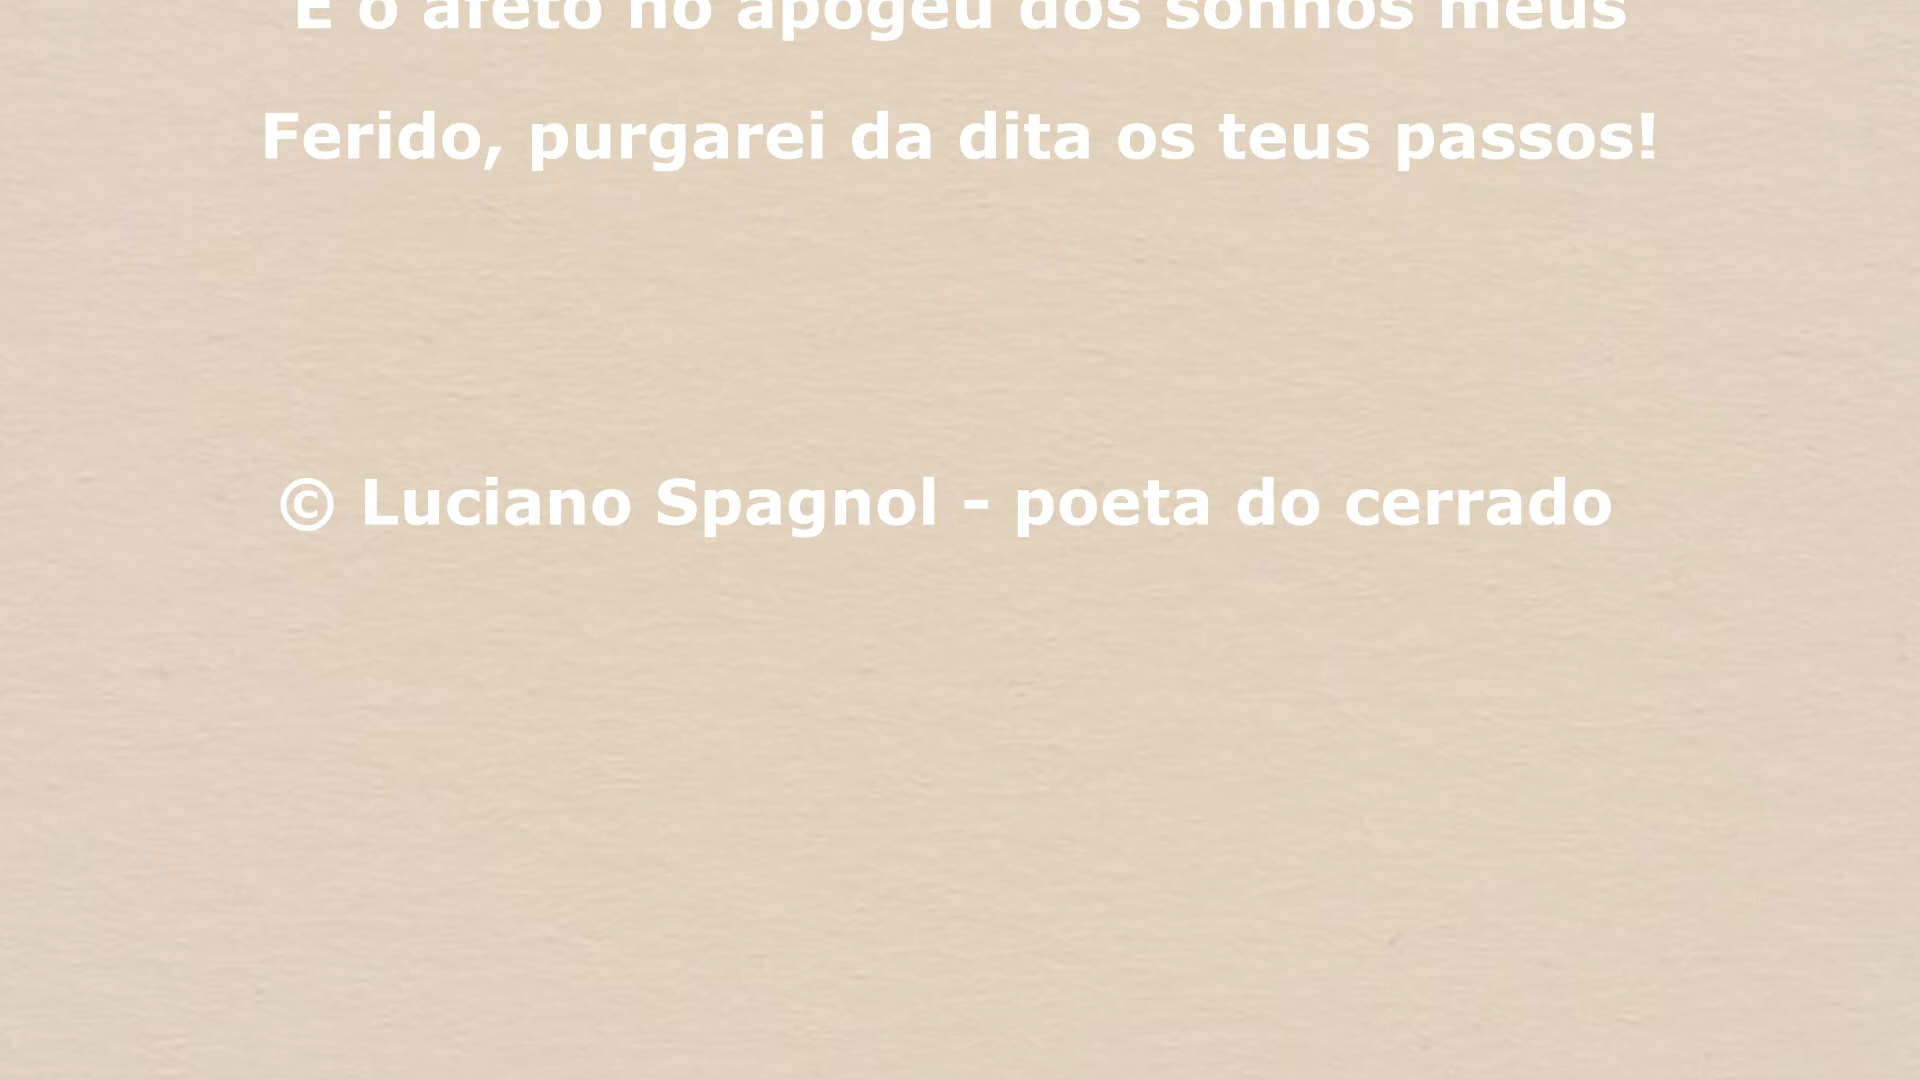 E o afeto no apogeu dos sonhos meus
Ferido, purgarei da dita os teus passos!
© Luciano Spagnol - poeta do cerrado